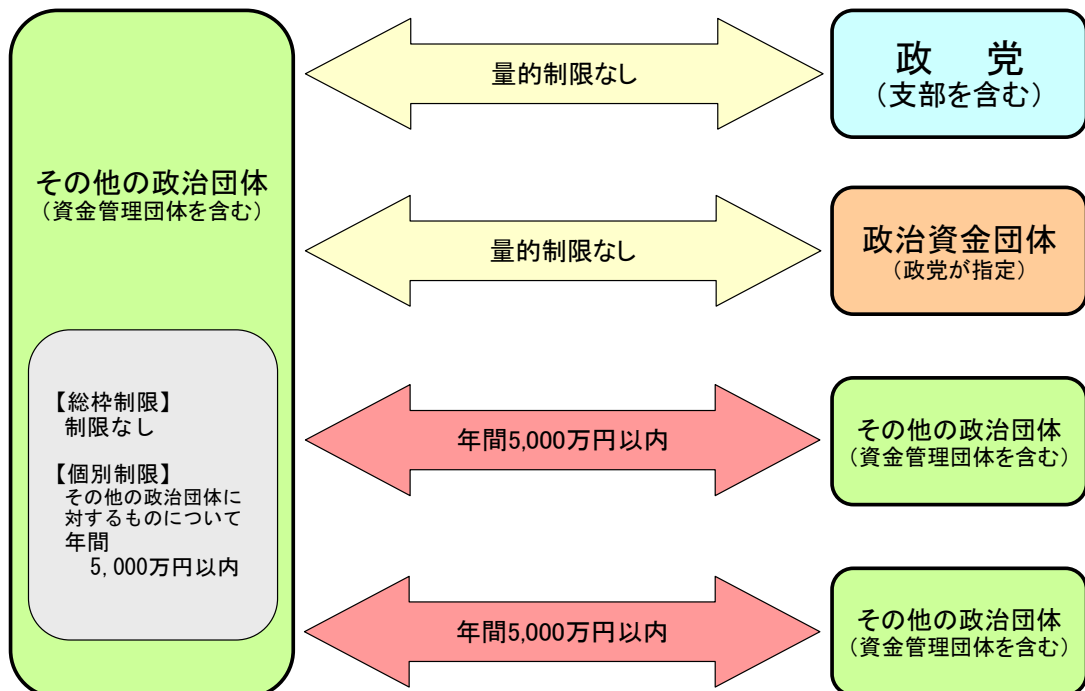 その他の政治団体
（資金管理団体を含む）
【総枠制限】
制限なし
【個別制限】
その他の政治団体に
対するものについて
年間
5,000万円以内
量的制限なし
政　党
（支部を含む）
量的制限なし
政治資金団体
（政党が指定）
年間5,000万円以内
その他の政治団体
（資金管理団体を含む）
年間5,000万円以内
その他の政治団体
（資金管理団体を含む）